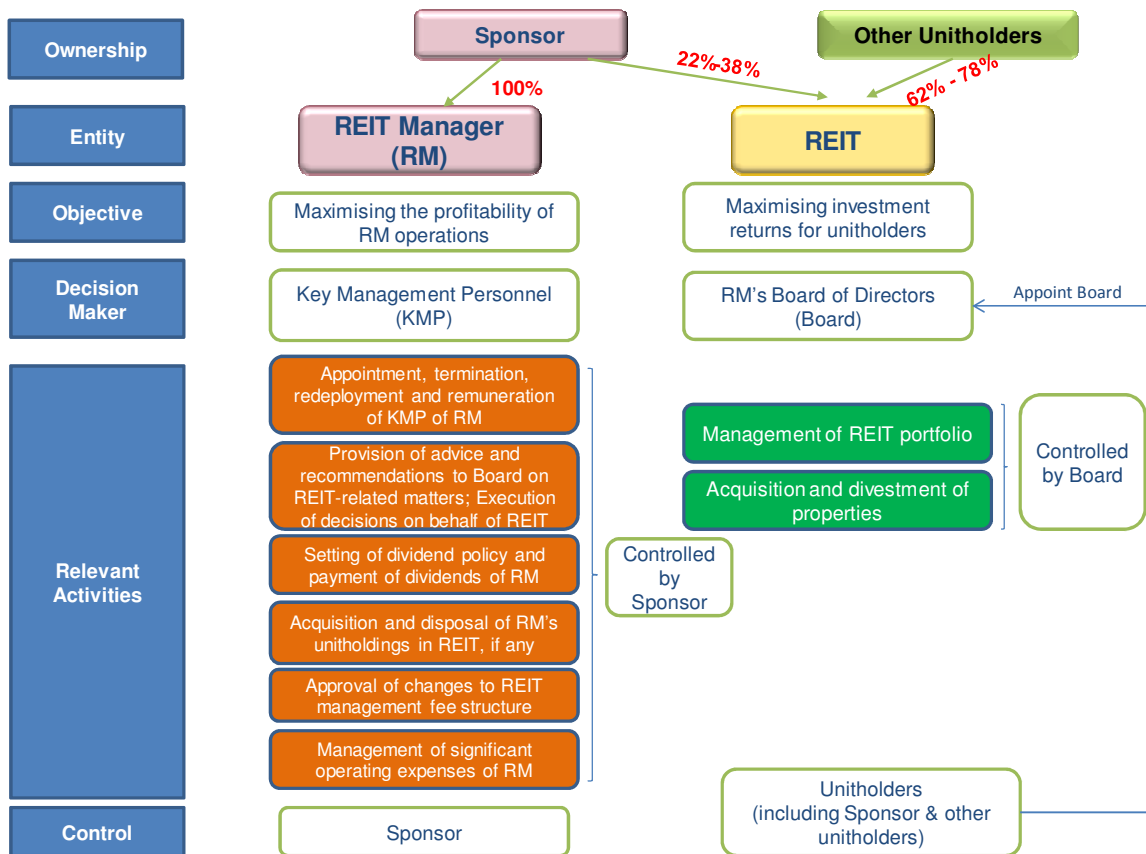 Ownership
Sponsor
Other Unitholders
22%-38%
62% - 78%
100%
Entity
REIT Manager
(RM)
REIT
Objective
Maximising the profitability of
RM operations
Maximising investment
returns for unitholders
Decision
Maker
Key Management Personnel
(KMP)
RM's Board of Directors
(Board)
Appoint Board
Relevant
Activities
Appointment, termination,
redeployment and remuneration
of KMP of RM
Provision of advice and
recommendations to Board on
REIT-related matters; Execution
of decisions on behalf of REIT
Setting of dividend policy and
payment of dividends of RM
Acquisition and disposal of RM's
unitholdings in REIT, if any
Approval of changes to REIT
management fee structure
Management of significant
operating expenses of RM
Controlled
by
Sponsor
Management of REIT portfolio
Acquisition and divestment of
properties
Controlled
by Board
Control
Sponsor
Unitholders
(including Sponsor & other
unitholders)